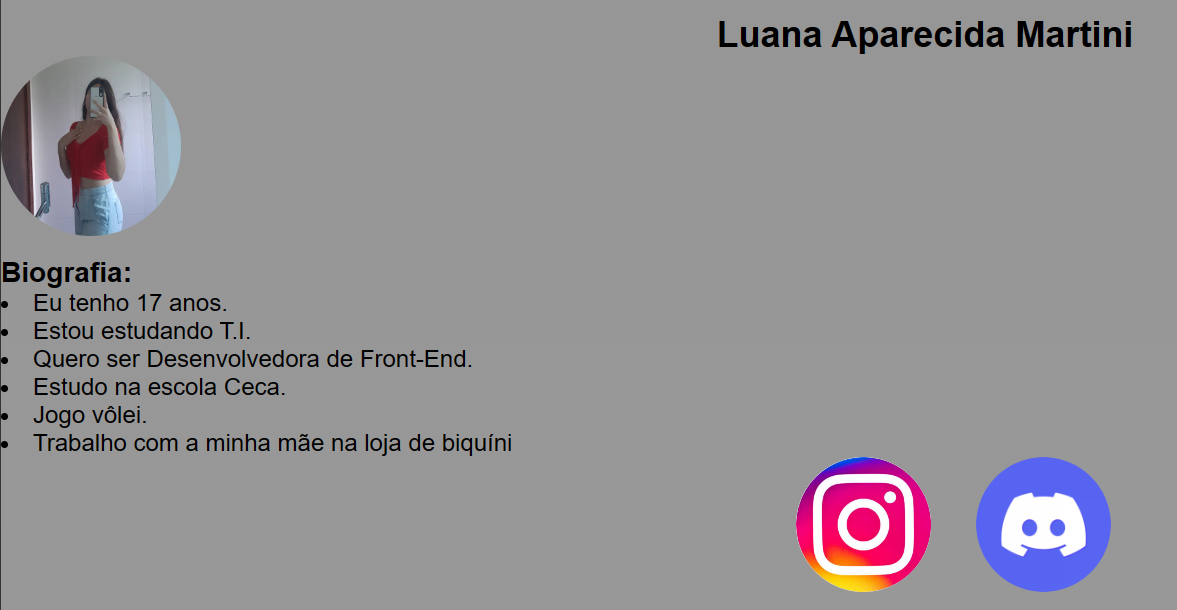 Luana Aparecida Martini
Biografia:
Eu tenho 17 anos.
Estou estudando T.I.
Quero ser Desenvolvedora de Front-End.
Estudo na escola Ceca.
Jogo vôlei.
Trabalho com a minha mãe na loja de biquíni